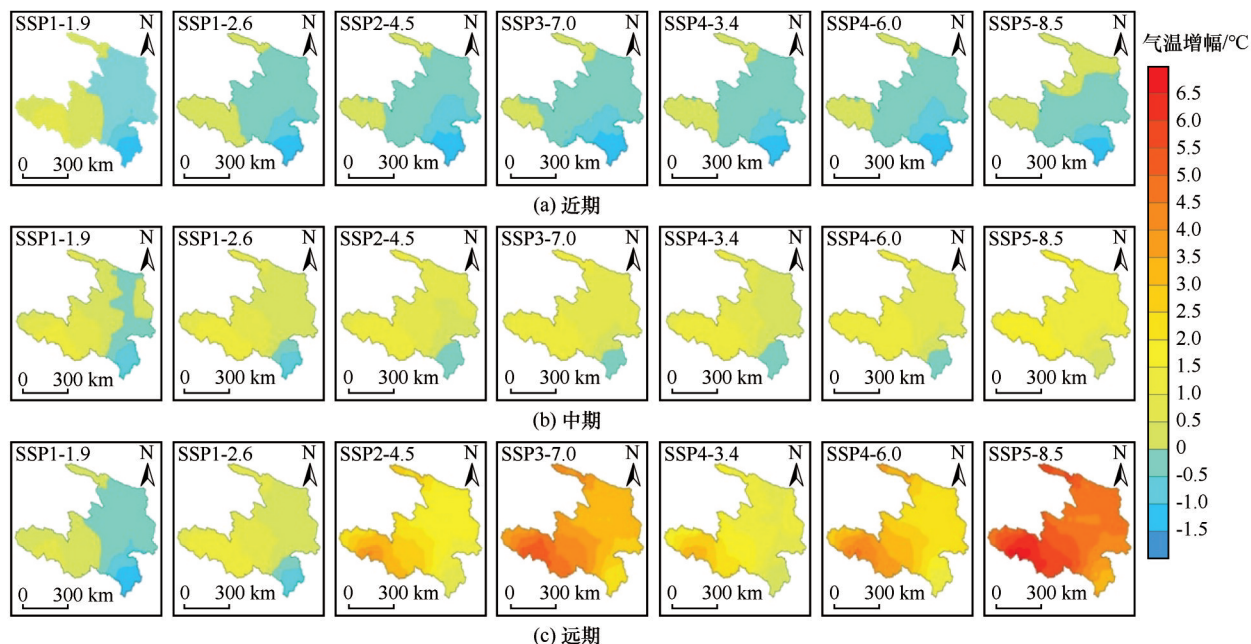 SSP1-1.9 N SSP1-2.6 N SSP2-4.5 N SSP3-7.0 N SSP4-3.4 N SSP4-6.0 N SSP5-8.5 N
0 300 km 0 300 km 0 300 km 0 300 km 0 300 km 0 300 km 0 300 km
(a) 近期
SSP1-1.9 N SSP1-2.6 N SSP2-4.5 N SSP3-7.0 N SSP4-3.4 N SSP4-6.0 N SSP5-8.5 N
0 300 km 0 300 km 0 300 km 0 300 km 0 300 km 0 300 km 0 300 km
(b) 中期
SSP1-1.9 N SSP1-2.6 N SSP2-4.5 N SSP3-7.0 N SSP4-3.4 N SSP4-6.0 N SSP5-8.5 N
0 300 km 0 300 km 0 300 km 0 300 km 0 300 km 0 300 km 0 300 km
(c) 远期
气温增幅/℃
6.5
6.0
5.5
5.0
4.5
4.0
3.5
3.0
2.5
2.0
1.5
1.0
0.5
0
-0.5
-1.0
-1.5